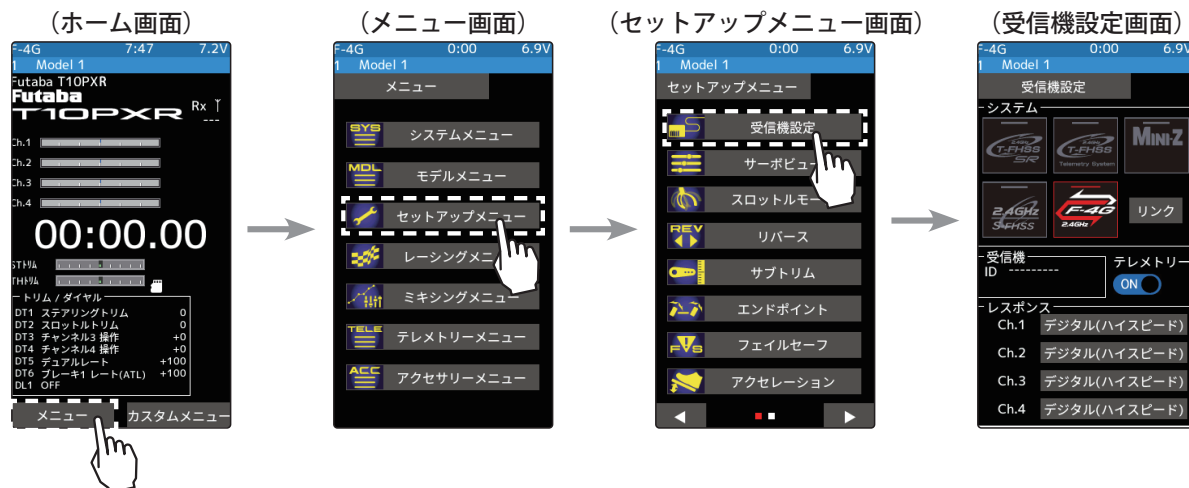 （ホーム画面）
F-4G 7:47 7.2V
1 Model 1
Futaba T10PXR
Futaba
T10PXR
Rx
---
Ch.1
Ch.2
Ch.3
Ch.4
00:00.00
STトリム
THトリム
トリム / ダイヤル
DT1 ステアリングトリム 0
DT2 スロットルトリム 0
DT3 チャンネル3 操作 +0
DT4 チャンネル4 操作 +0
DT5 デュアルレート +100
DT6 ブレーキ1 レート(ATL) +100
DL1 OFF
メニュー カスタムメニュー
（メニュー画面）
F-4G 0:00 6.9V
1 Model 1
メニュー
SYS システムメニュー
MDL モデルメニュー
セットアップメニュー
レーシングメニ
ミキシングメニュー
TELE テレメトリーメニュー
ACC アクセサリーメニュー
（セットアップメニュー画面）
F-4G 0:00 6.9V
1 Model 1
セットアップメニュー
受信機設定
サーボビュ
スロットルモー
REV リバース
サブトリム
エンドポイント
F/S フェイルセーフ
アクセレーション
（受信機設定画面）
F-4G 0:00 6.9V
1 Model 1
受信機設定
システム
2.4GHz T-FHSS SR
2.4GHz T-FHSS Telemetry System
MINI-Z
2.4GHz S-FHSS
F-4G 2.4GHz
リンク
受信機
ID ---------
テレメトリー
ON
レスポンス
Ch.1 デジタル(ハイスピード)
Ch.2 デジタル(ハイスピード)
Ch.3 デジタル(ハイスピード)
Ch.4 デジタル(ハイスピード)